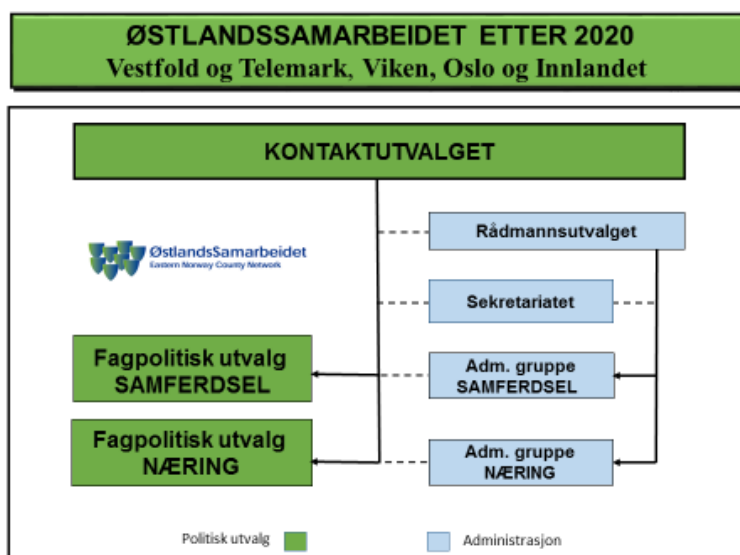 ØSTLANDSSAMARBEIDET ETTER 2020
Vestfold og Telemark, Viken, Oslo og Innlandet
KONTAKTUTVALGET
Rådmannsutvalget
ØstlandsSamarbeidet
Eastern Norway County Network
Sekretariatet
Fagpolitisk utvalg
SAMFERDSEL
Adm. gruppe
SAMFERDSEL
Fagpolitisk utvalg
NÆRING
Adm. gruppe
NÆRING
Politisk utvalg
Administrasjon